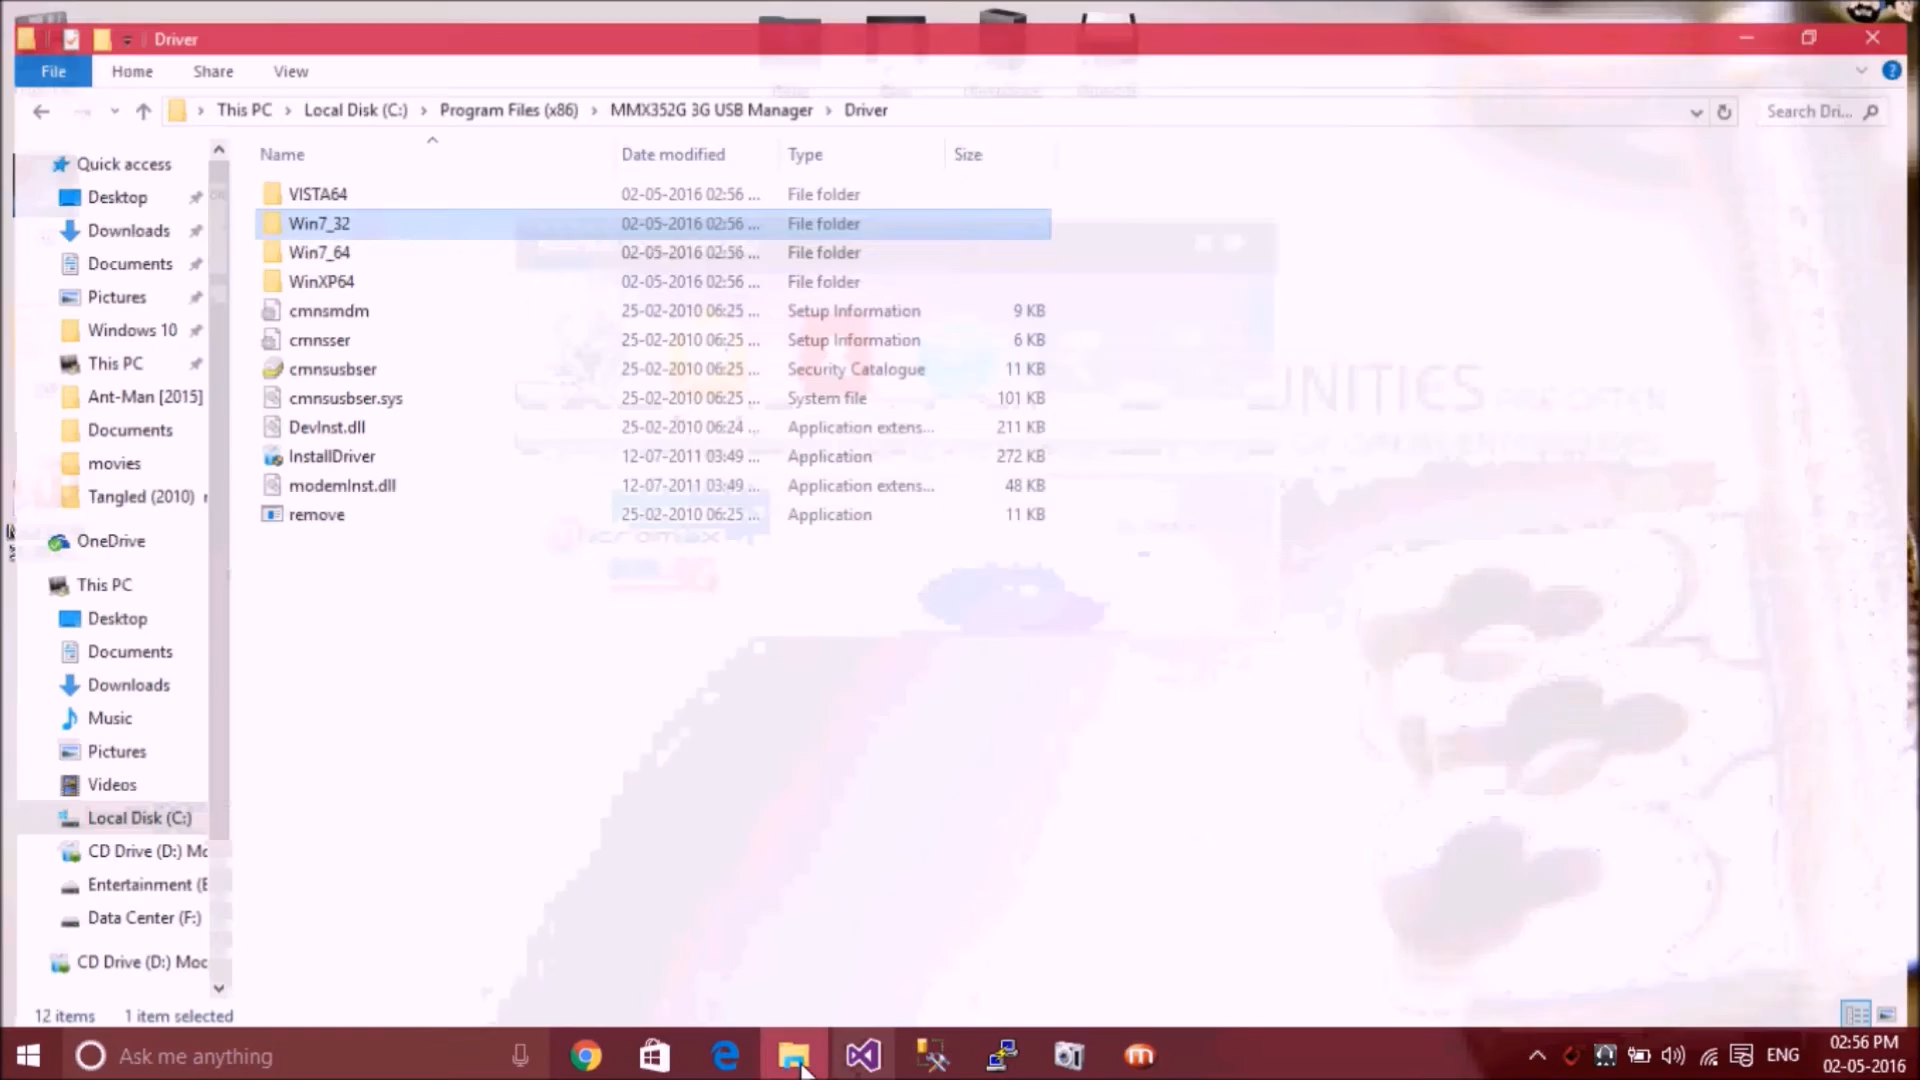 Driver
File Home Share View
This PC Local Disk (C:) Program Files (x86) MMX352G 3G USB Manager Driver
Search Dri...
Name Date modified Type Size
Quick access
Desktop
Downloads
Documents
Pictures
Windows 10
This PC
Ant-Man [2015]
Documents
movies
Tangled (2010)
OneDrive
This PC
Desktop
Documents
Downloads
Music
Pictures
Videos
Local Disk (C:)
CD Drive (D:) Mc
Entertainment (E
Data Center (F:)
CD Drive (D:) Moc
VISTA64 02-05-2016 02:56 ... File folder
Win7_32 02-05-2016 02:56 ... File folder
Win7_64 02-05-2016 02:56 ... File folder
WinXP64 02-05-2016 02:56 ... File folder
cmnsmdm 25-02-2010 06:25 ... Setup Information 9 KB
cmnsser 25-02-2010 06:25 ... Setup Information 6 KB
cmnsusbser 25-02-2010 06:25 ... Security Catalogue 11 KB
cmnsusbser.sys 25-02-2010 06:25 ... System file 101 KB
DevInst.dll 25-02-2010 06:24 ... Application extens... 211 KB
InstallDriver 12-07-2011 03:49 ... Application 272 KB
modemInst.dll 12-07-2011 03:49 ... Application extens... 48 KB
remove 25-02-2010 06:25 ... Application 11 KB
UNITIES ARE OFTEN
12 items 1 item selected
Ask me anything
ENG
02:56 PM
02-05-2016